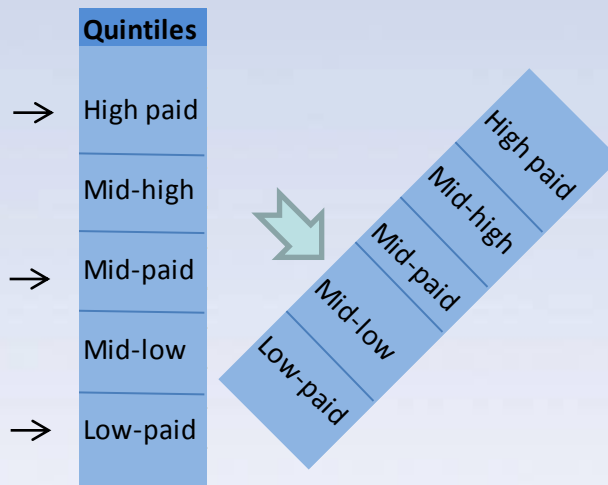 Quintiles
High paid
Mid-high
Mid-paid
Mid-low
Low-paid
High paid
Mid-high
Mid-paid
Mid-low
Low-paid